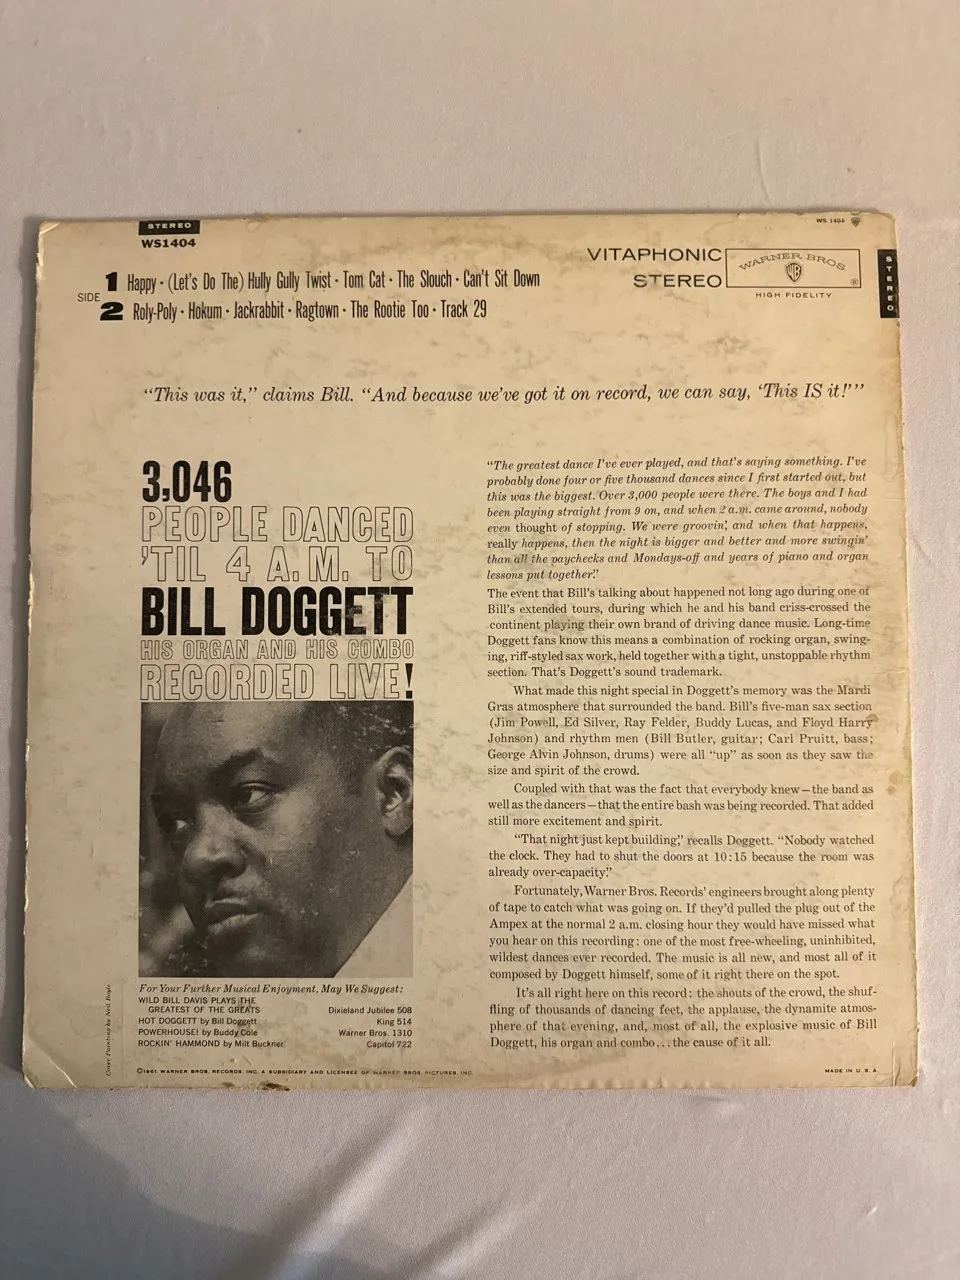 STEREO
WS1404
WS 1404
VITAPHONIC
STEREO
WARNER BROS.
WB
®
HIGH FIDELITY
STEREO
SIDE
1 Happy · (Let's Do The) Hully Gully Twist · Tom Cat · The Slouch · Can't Sit Down
2 Roly-Poly · Hokum · Jackrabbit · Ragtown · The Rootie Too · Track 29
"This was it," claims Bill. "And because we've got it on record, we can say, 'This IS it!'"
3,046
PEOPLE DANCED
'TIL 4 A.M. TO
BILL DOGGETT
HIS ORGAN AND HIS COMBO
RECORDED LIVE!
For Your Further Musical Enjoyment, May We Suggest:
WILD BILL DAVIS PLAYS THE
GREATEST OF THE GREATS Dixieland Jubilee 508
HOT DOGGETT by Bill Doggett King 514
POWERHOUSE! by Buddy Cole Warner Bros. 1310
ROCKIN' HAMMOND by Milt Buckner Capitol 722
"The greatest dance I've ever played, and that's saying something. I've
probably done four or five thousand dances since I first started out, but
this was the biggest. Over 3,000 people were there. The boys and I had
been playing straight from 9 on, and when 2 a.m. came around, nobody
even thought of stopping. We were groovin', and when that happens,
really happens, then the night is bigger and better and more swingin'
than all the paychecks and Mondays-off and years of piano and organ
lessons put together."
The event that Bill's talking about happened not long ago during one of
Bill's extended tours, during which he and his band criss-crossed the
continent playing their own brand of driving dance music. Long-time
Doggett fans know this means a combination of rocking organ, swing-
ing, riff-styled sax work, held together with a tight, unstoppable rhythm
section. That's Doggett's sound trademark.
What made this night special in Doggett's memory was the Mardi
Gras atmosphere that surrounded the band. Bill's five-man sax section
(Jim Powell, Ed Silver, Ray Felder, Buddy Lucas, and Floyd Harry
Johnson) and rhythm men (Bill Butler, guitar; Carl Pruitt, bass;
George Alvin Johnson, drums) were all "up" as soon as they saw the
size and spirit of the crowd.
Coupled with that was the fact that everybody knew—the band as
well as the dancers—that the entire bash was being recorded. That added
still more excitement and spirit.
"That night just kept building," recalls Doggett. "Nobody watched
the clock. They had to shut the doors at 10:15 because the room was
already over-capacity."
Fortunately, Warner Bros. Records' engineers brought along plenty
of tape to catch what was going on. If they'd pulled the plug out of the
Ampex at the normal 2 a.m. closing hour they would have missed what
you hear on this recording: one of the most free-wheeling, uninhibited,
wildest dances ever recorded. The music is all new, and most all of it
composed by Doggett himself, some of it right there on the spot.
It's all right here on this record: the shouts of the crowd, the shuf-
fling of thousands of dancing feet, the applause, the dynamite atmos-
phere of that evening, and, most of all, the explosive music of Bill
Doggett, his organ and combo...the cause of it all.
Cover Painting by Neil Boyle
©1961 WARNER BROS. RECORDS, INC. A SUBSIDIARY AND LICENSEE OF WARNER BROS. PICTURES, INC.
MADE IN U. S. A.